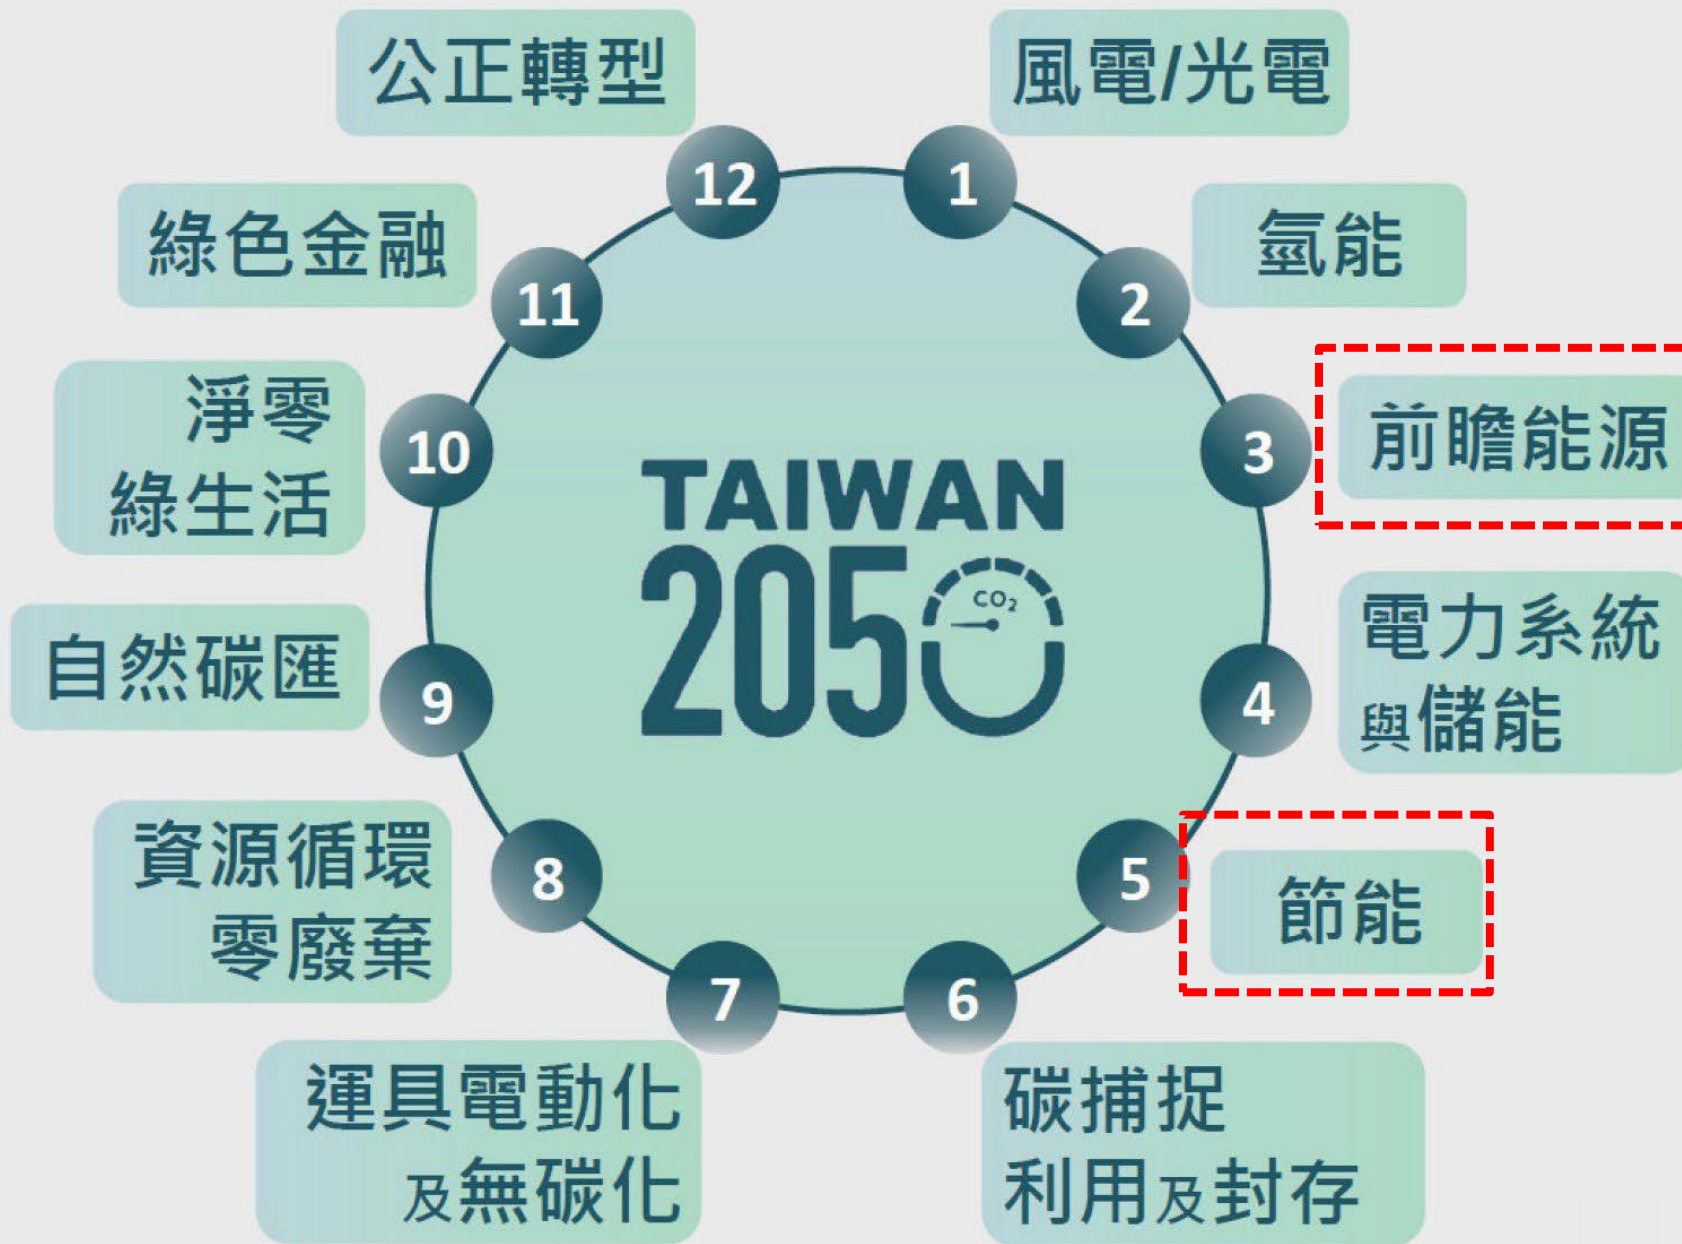 1
風電/光電
2
氫能
3
前瞻能源
4
電力系統
與儲能
5
節能
6
碳捕捉
利用及封存
7
運具電動化
及無碳化
8
資源循環
零廢棄
9
自然碳匯
10
淨零
綠生活
11
綠色金融
12
公正轉型
TAIWAN
2050
CO₂